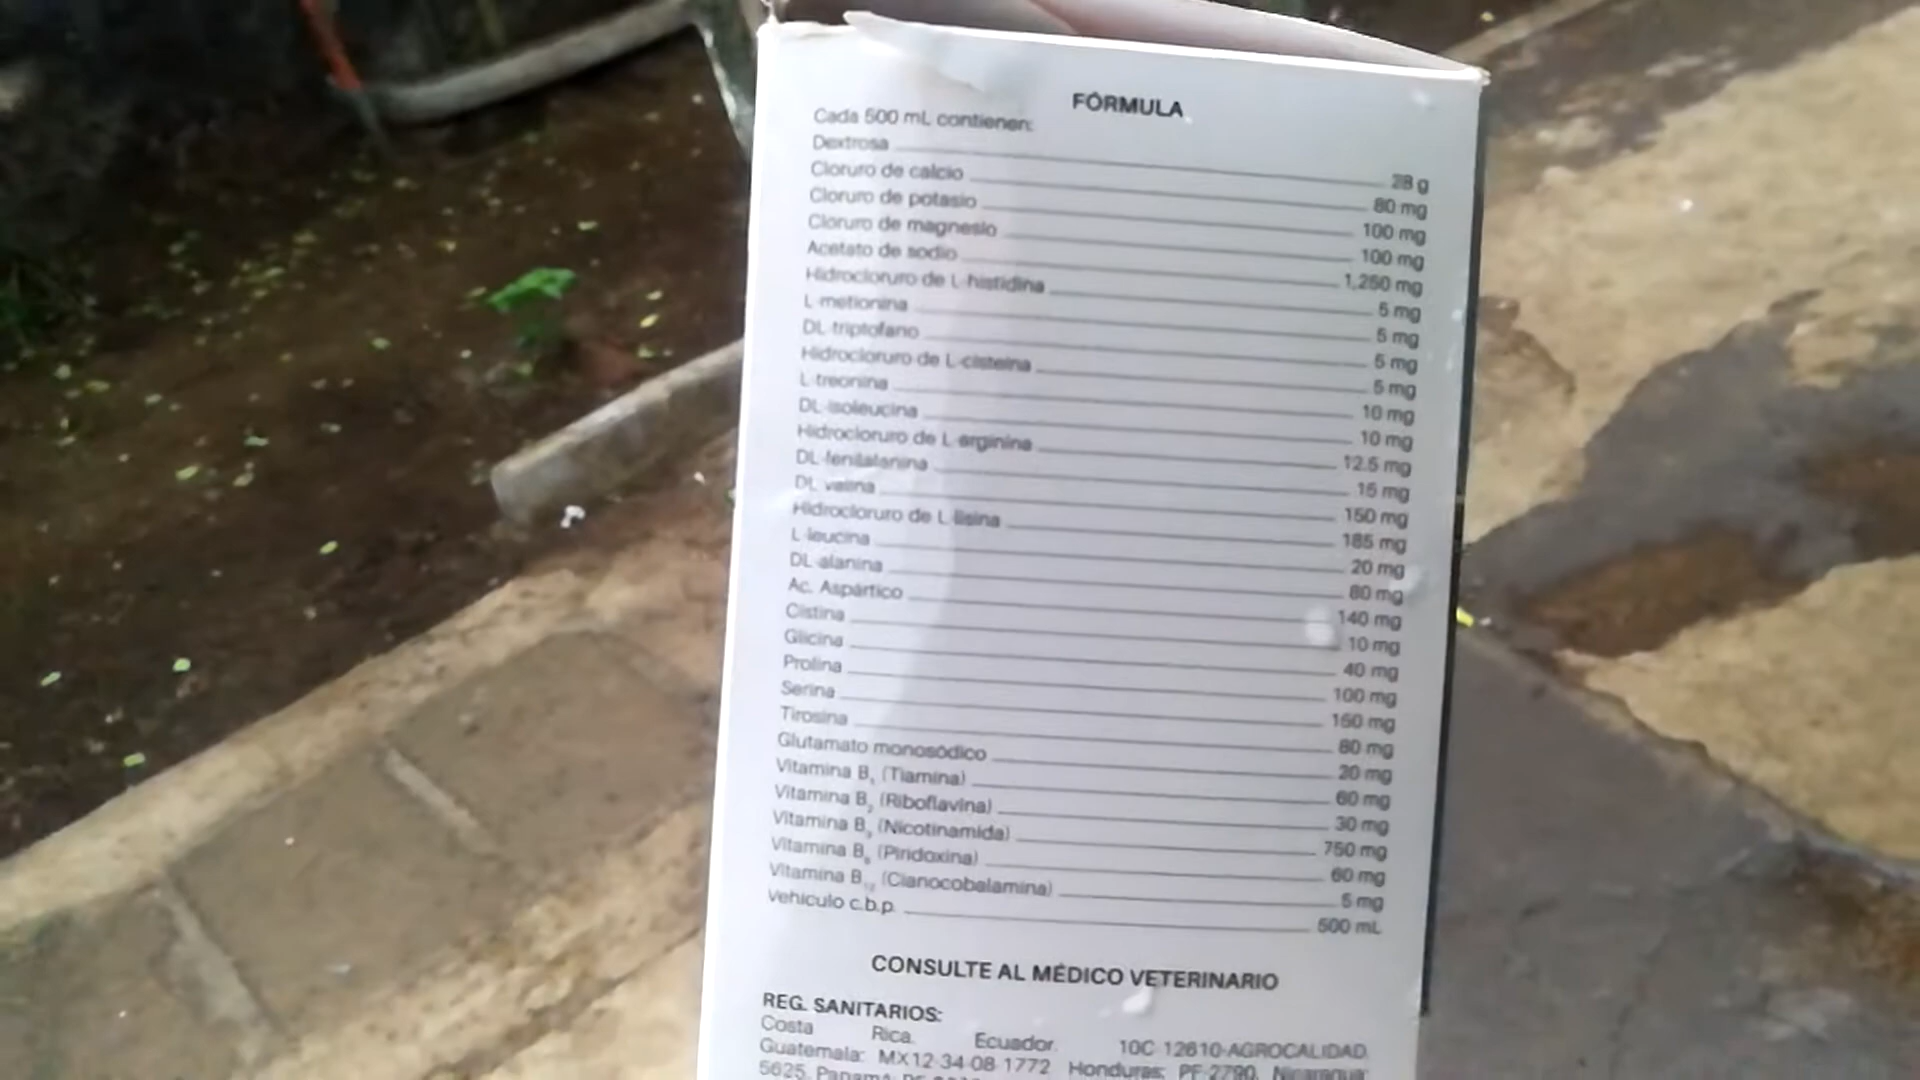 FÓRMULA
Cada 500 mL contienen:
Dextrosa 28 g
Cloruro de calcio 80 mg
Cloruro de potasio 100 mg
Cloruro de magnesio 100 mg
Acetato de sodio 1,250 mg
Hidrocloruro de L-histidina 5 mg
L-metionina 5 mg
DL-triptofano 5 mg
Hidrocloruro de L-cisteína 5 mg
L-treonina 10 mg
DL-isoleucina 10 mg
Hidrocloruro de L-arginina 12.5 mg
DL-fenilalanina 15 mg
DL-valina 150 mg
Hidrocloruro de L-lisina 185 mg
L-leucina 20 mg
DL-alanina 80 mg
Ac. Aspártico 140 mg
Cistina 10 mg
Glicina 40 mg
Prolina 100 mg
Serina 160 mg
Tirosina 80 mg
Glutamato monosódico 20 mg
Vitamina B₁ (Tiamina) 60 mg
Vitamina B₂ (Riboflavina) 30 mg
Vitamina B₃ (Nicotinamida) 750 mg
Vitamina B₆ (Piridoxina) 60 mg
Vitamina B₁₂ (Cianocobalamina) 5 mg
Vehículo c.b.p. 500 mL
CONSULTE AL MÉDICO VETERINARIO
REG. SANITARIOS:
Costa Rica. Ecuador. 10C-12610-AGROCALIDAD.
Guatemala: MX12-34-08-1772 Honduras: PF-2790. Nicaragua:
5625. Panamá: